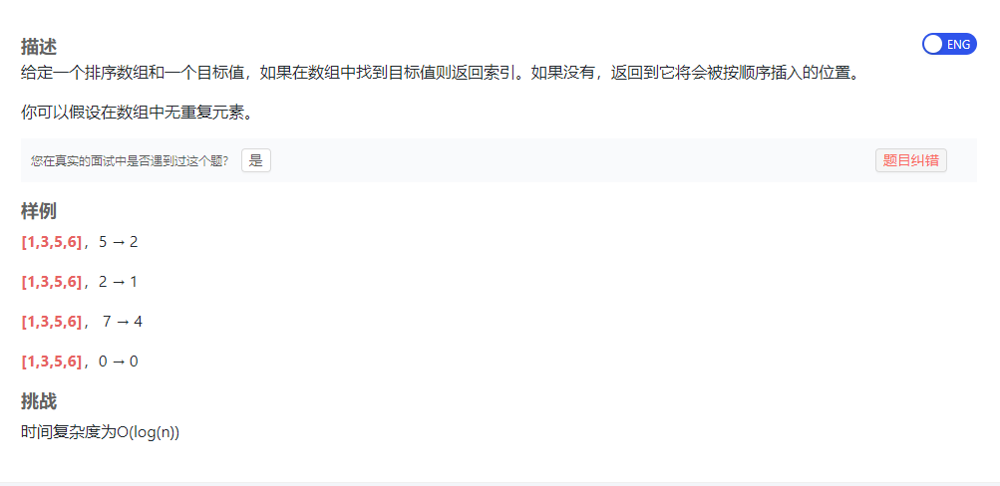 描述
ENG
给定一个排序数组和一个目标值，如果在数组中找到目标值则返回索引。如果没有，返回到它将会被按顺序插入的位置。
你可以假设在数组中无重复元素。
您在真实的面试中是否遇到过这个题？ 是 题目纠错
样例
[1,3,5,6]，5 → 2
[1,3,5,6]，2 → 1
[1,3,5,6]， 7 → 4
[1,3,5,6]，0 → 0
挑战
时间复杂度为O(log(n))